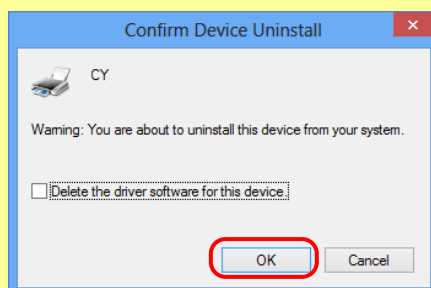 Confirm Device Uninstall
CY
Warning: You are about to uninstall this device from your system.
Delete the driver software for this device.
OK
Cancel